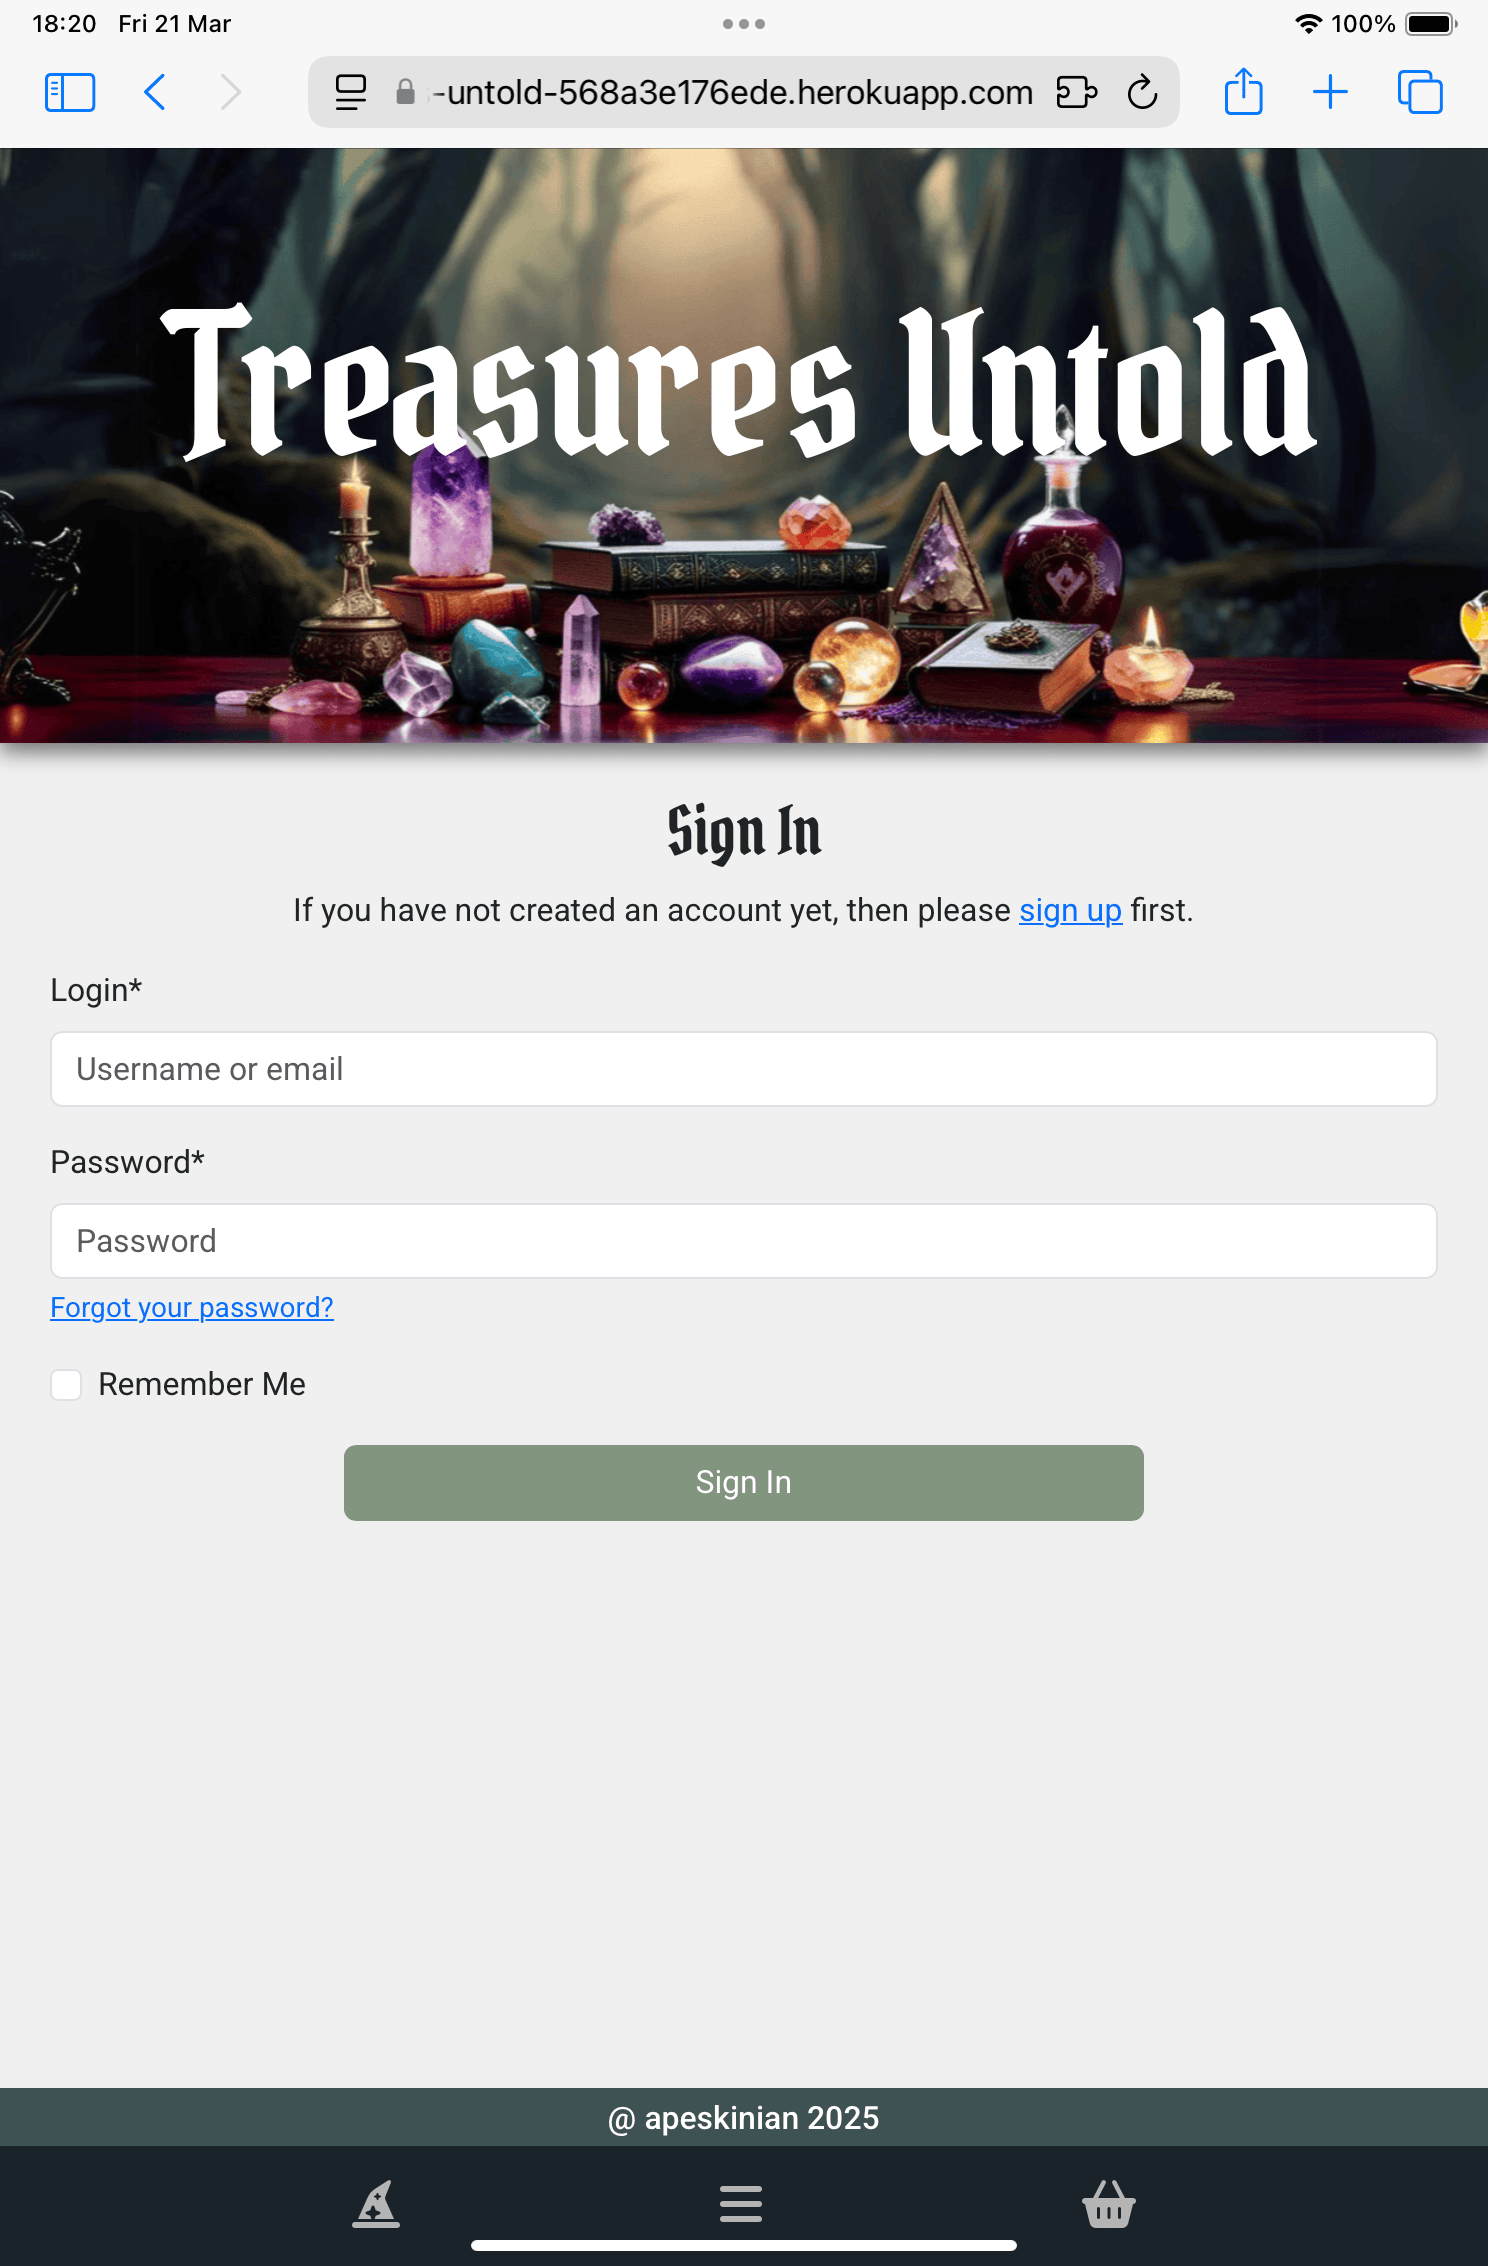 18:20 Fri 21 Mar
100%
-untold-568a3e176ede.herokuapp.com
Treasures Untold
Sign In
If you have not created an account yet, then please sign up first.
Login*
Username or email
Password*
Password
Forgot your password?
Remember Me
Sign In
@ apeskinian 2025